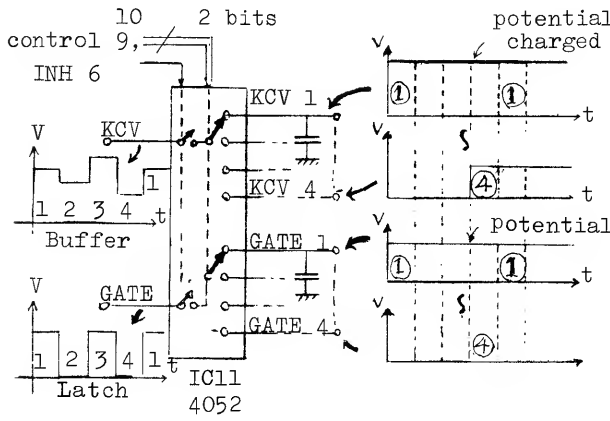 10 2 bits
control 9,
INH 6
KCV
V
1 2 3 4 1 t
Buffer
V
GATE
1 2 3 4 1 t
Latch
KCV 1
KCV 4
GATE 1
GATE 4
IC11
4052
potential
charged
V
① ① t
V
④ t
potential
V
① ① t
V
④